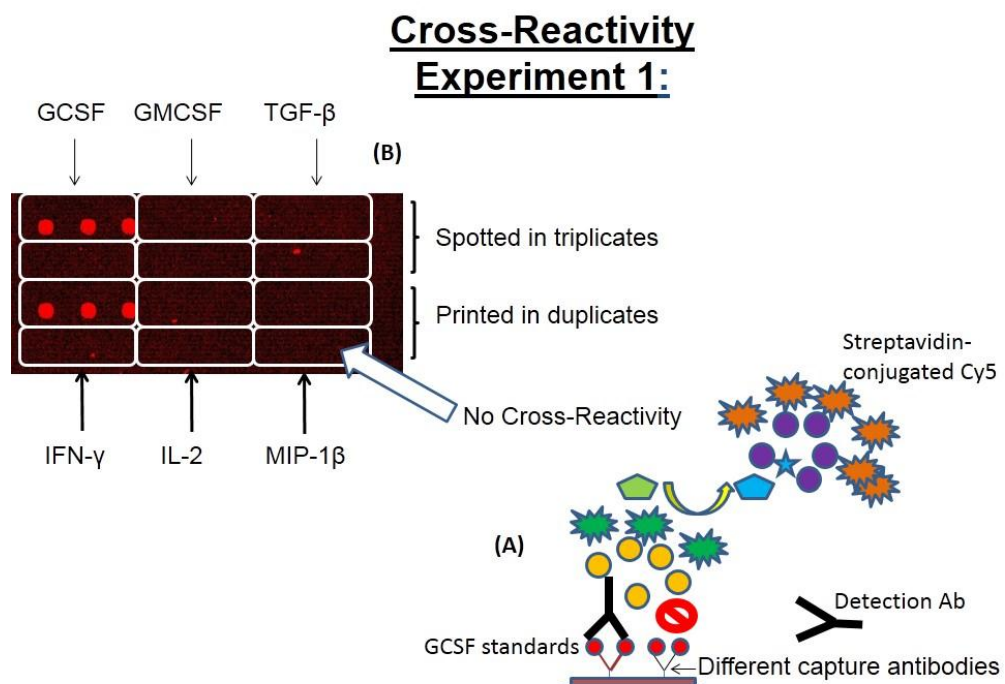 Cross-Reactivity
Experiment 1:
GCSF GMCSF TGF-β
(B)
Spotted in triplicates
Printed in duplicates
No Cross-Reactivity
IFN-γ IL-2 MIP-1β
Streptavidin-
conjugated Cy5
(A)
Detection Ab
GCSF standards
Different capture antibodies